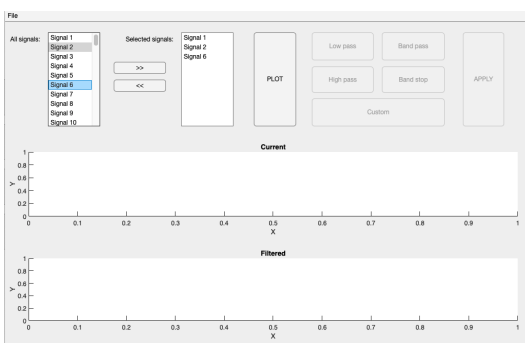 File
All signals:
Signal 1
Signal 2
Signal 3
Signal 4
Signal 5
Signal 6
Signal 7
Signal 8
Signal 9
Signal 10
>>
<<
Selected signals:
Signal 1
Signal 2
Signal 6
PLOT
Low pass
Band pass
High pass
Band stop
Custom
APPLY
Current
1
0.8
0.6
0.4
0.2
0
Y
0
0.1
0.2
0.3
0.4
0.5
0.6
0.7
0.8
0.9
1
X
Filtered
1
0.8
0.6
0.4
0.2
0
Y
0
0.1
0.2
0.3
0.4
0.5
0.6
0.7
0.8
0.9
1
X